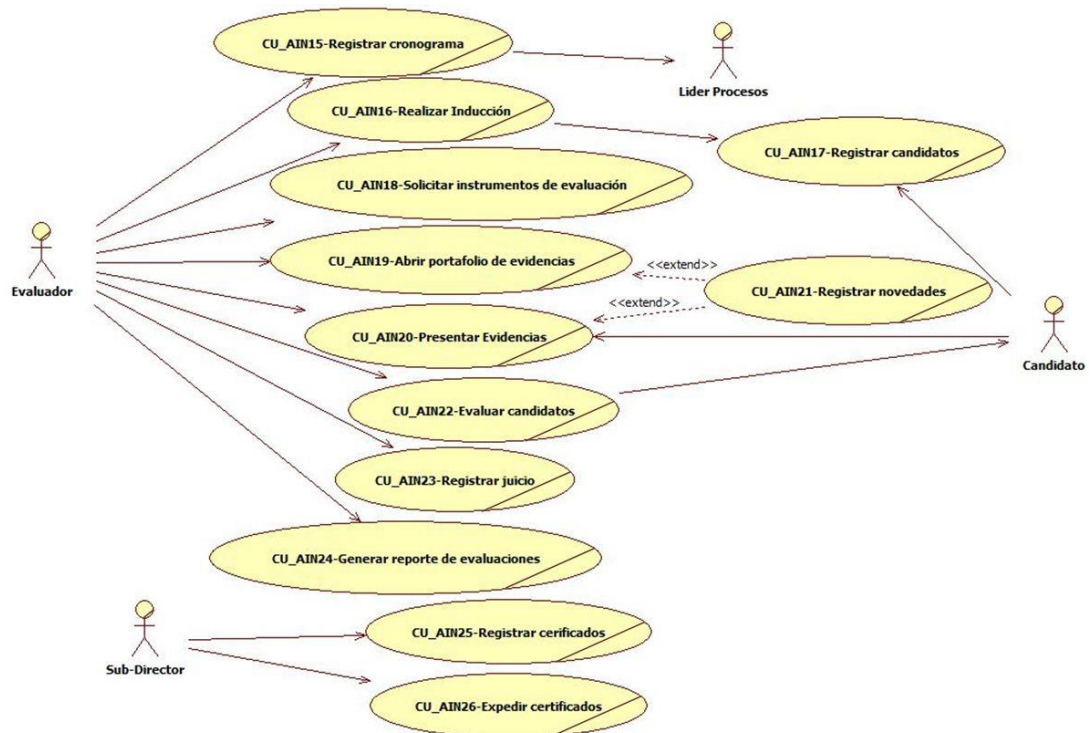 CU_AIN15-Registrar cronograma
Lider Procesos
CU_AIN16-Realizar Inducción
CU_AIN17-Registrar candidatos
CU_AIN18-Solicitar instrumentos de evaluación
Evaluador
CU_AIN19-Abrir portafolio de evidencias
<<extend>>
CU_AIN21-Registrar novedades
<<extend>>
CU_AIN20-Presentar Evidencias
Candidato
CU_AIN22-Evaluar candidatos
CU_AIN23-Registrar juicio
CU_AIN24-Generar reporte de evaluaciones
CU_AIN25-Registrar cerificados
Sub-Director
CU_AIN26-Expedir certificados